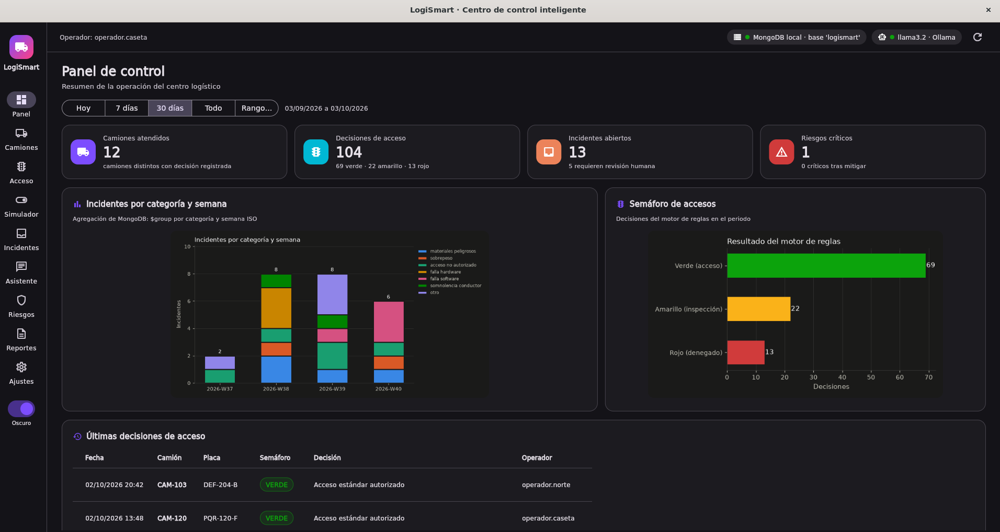 LogiSmart · Centro de control inteligente
×
LogiSmart
Panel
Camiones
Acceso
Simulador
Incidentes
Asistente
Riesgos
Reportes
Ajustes
Oscuro
Operador: operador.caseta
MongoDB local · base 'logismart'
llama3.2 · Ollama
Panel de control
Resumen de la operación del centro logístico
Hoy
7 días
30 días
Todo
Rango...
03/09/2026 a 03/10/2026
Camiones atendidos
12
camiones distintos con decisión registrada
Decisiones de acceso
104
69 verde · 22 amarillo · 13 rojo
Incidentes abiertos
13
5 requieren revisión humana
Riesgos críticos
1
0 críticos tras mitigar
Incidentes por categoría y semana
Agregación de MongoDB: $group por categoría y semana ISO
Incidentes por categoría y semana
Incidentes
10
8
6
4
2
0
2
8
8
6
2026-W37
2026-W38
2026-W39
2026-W40
materiales peligrosos
sobrepeso
acceso no autorizado
falla hardware
falla software
somnolencia conductor
otro
Semáforo de accesos
Decisiones del motor de reglas en el periodo
Resultado del motor de reglas
Verde (acceso)
69
Amarillo (inspección)
22
Rojo (denegado)
13
0 10 20 30 40 50 60 70
Decisiones
Últimas decisiones de acceso
Fecha Camión Placa Semáforo Decisión Operador
02/10/2026 20:42 CAM-103 DEF-204-B VERDE Acceso estándar autorizado operador.norte
02/10/2026 13:48 CAM-120 PQR-120-F VERDE Acceso estándar autorizado operador.caseta